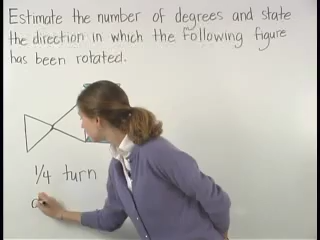 Estimate the number of degrees and state
the direction in which the following figure
has been rotated.
1/4 turn